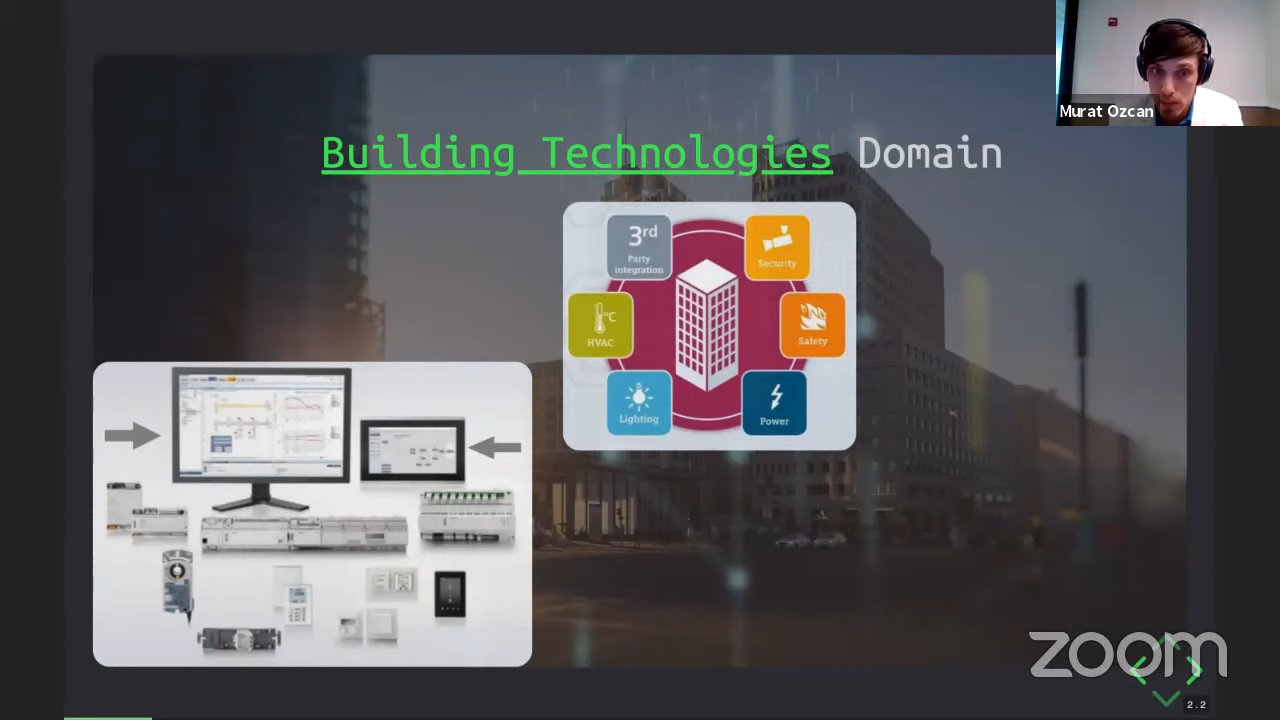 Murat Ozcan
Building Technologies Domain
3rd
Party
integration
Security
°C
HVAC
Safety
Lighting
Power
zoom
2.2